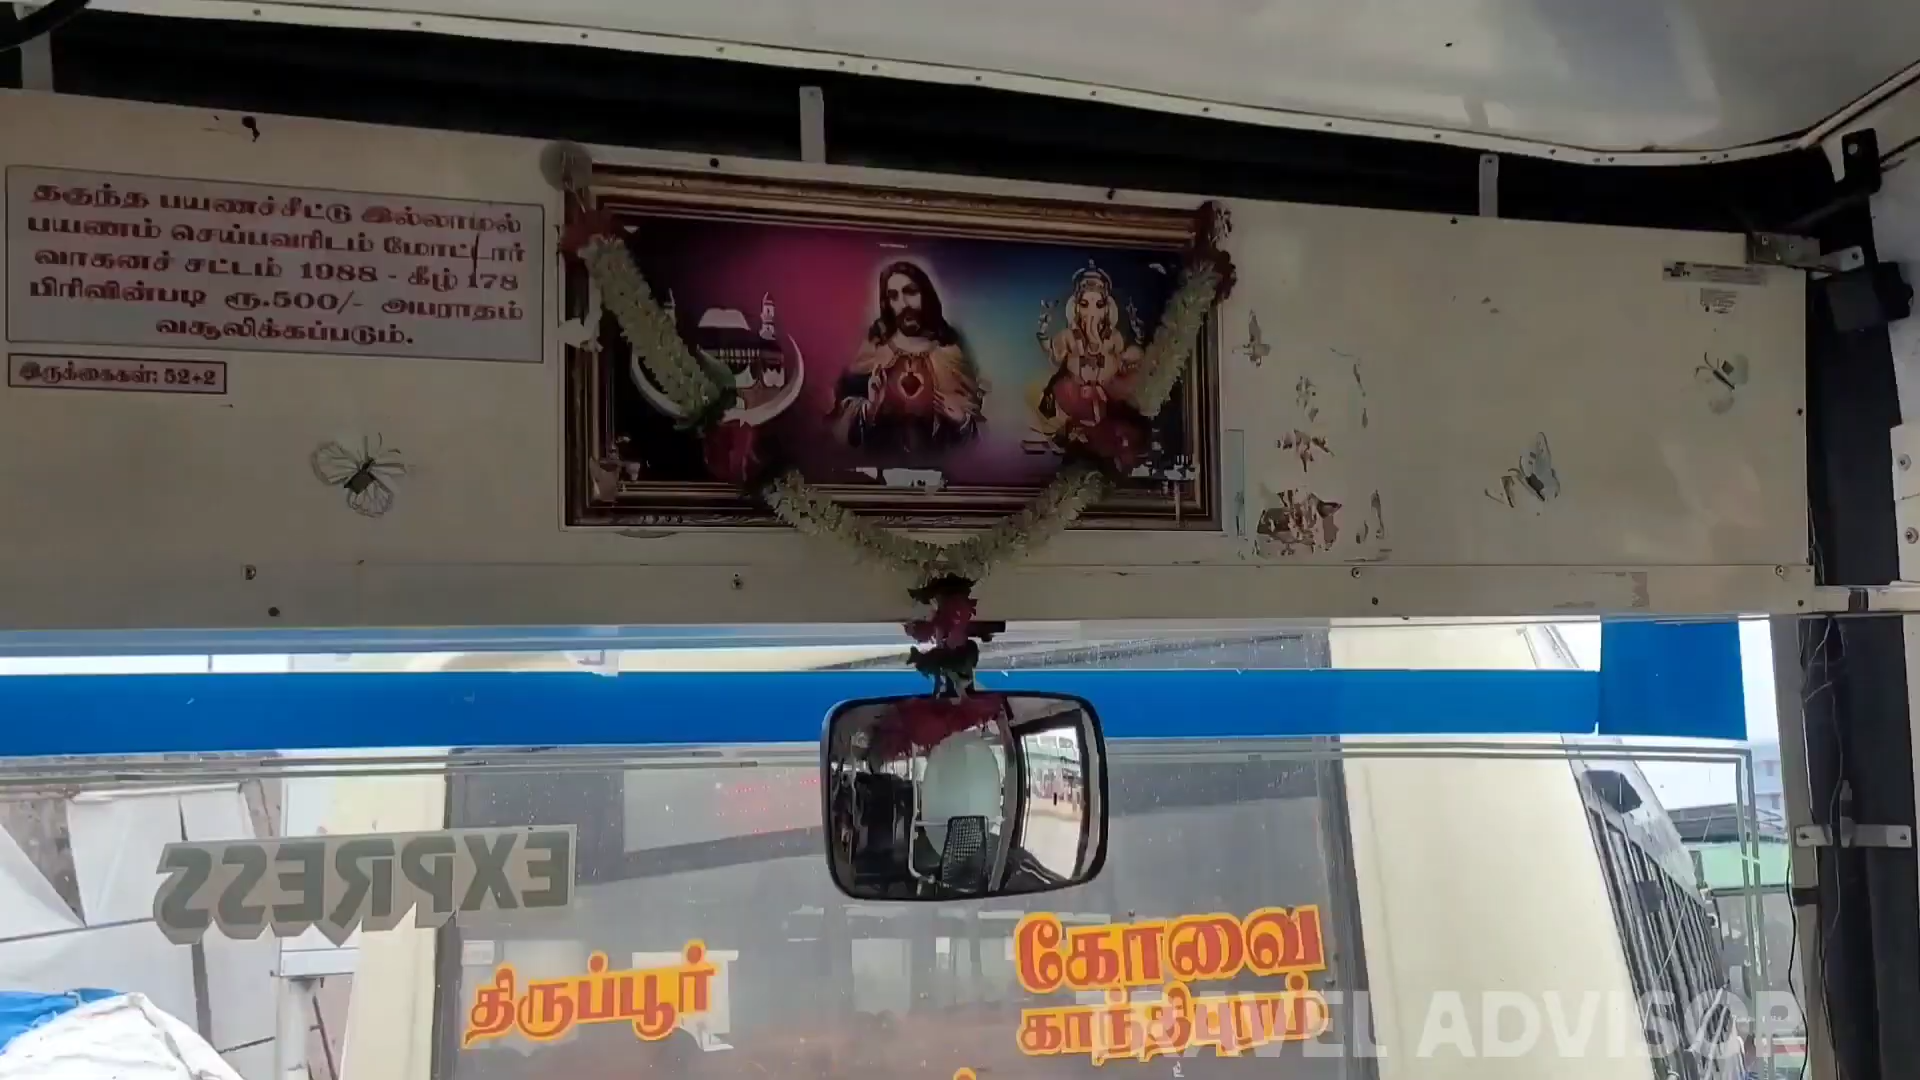 தகுந்த பயணச்சீட்டு இல்லாமல்
பயணம் செய்பவரிடம் மோட்டார்
வாகனச் சட்டம் 1988 - கீழ் 178
பிரிவின்படி ரூ.500/- அபராதம்
வசூலிக்கப்படும்.
இருக்கைகள்: 52+2
EXPRESS
திருப்பூர்
கோவை
காந்திபுரம்
TRAVEL ADVISOR